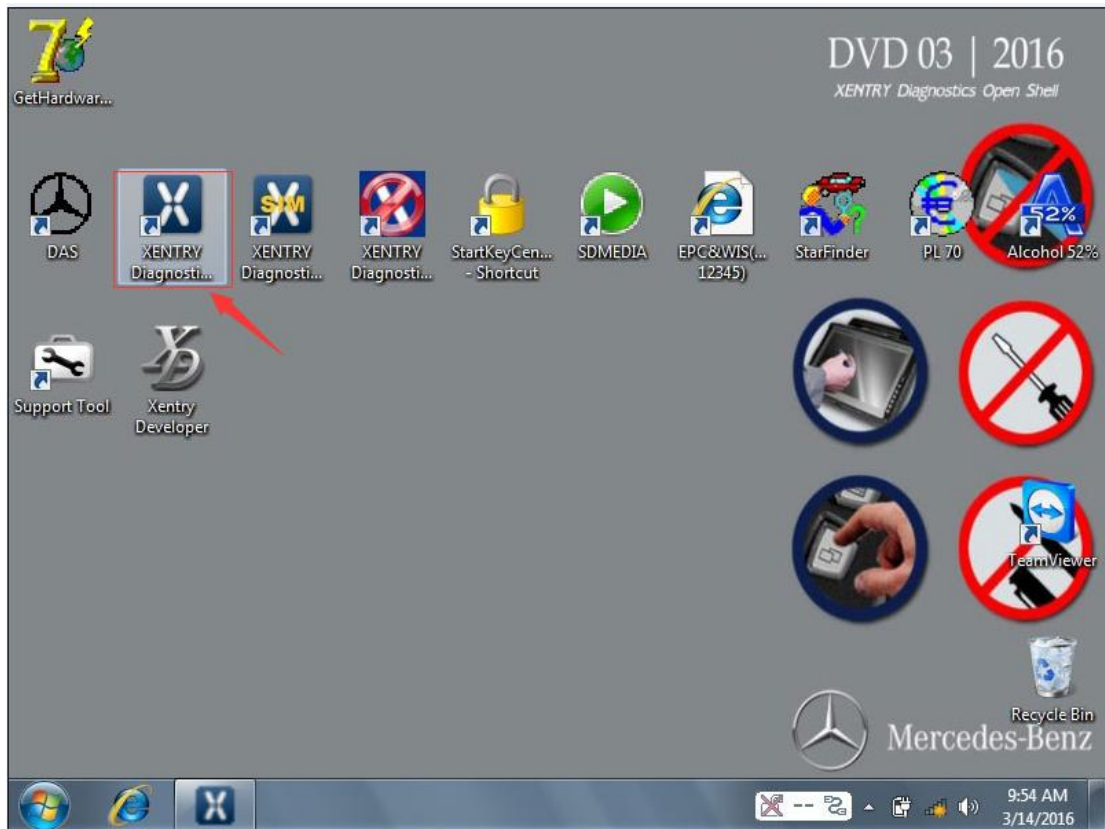 DVD 03 | 2016
XENTRY Diagnostics Open Shell
GetHardwar...
DAS
XENTRY
Diagnosti...
SIM
XENTRY
Diagnosti...
XENTRY
Diagnosti...
StartKeyCen...
- Shortcut
SDMEDIA
EPC&WIS(...
12345)
StarFinder
PL 70
52%
Alcohol 52%
Support Tool
Xentry
Developer
TeamViewer
Recycle Bin
Mercedes-Benz
--
9:54 AM
3/14/2016